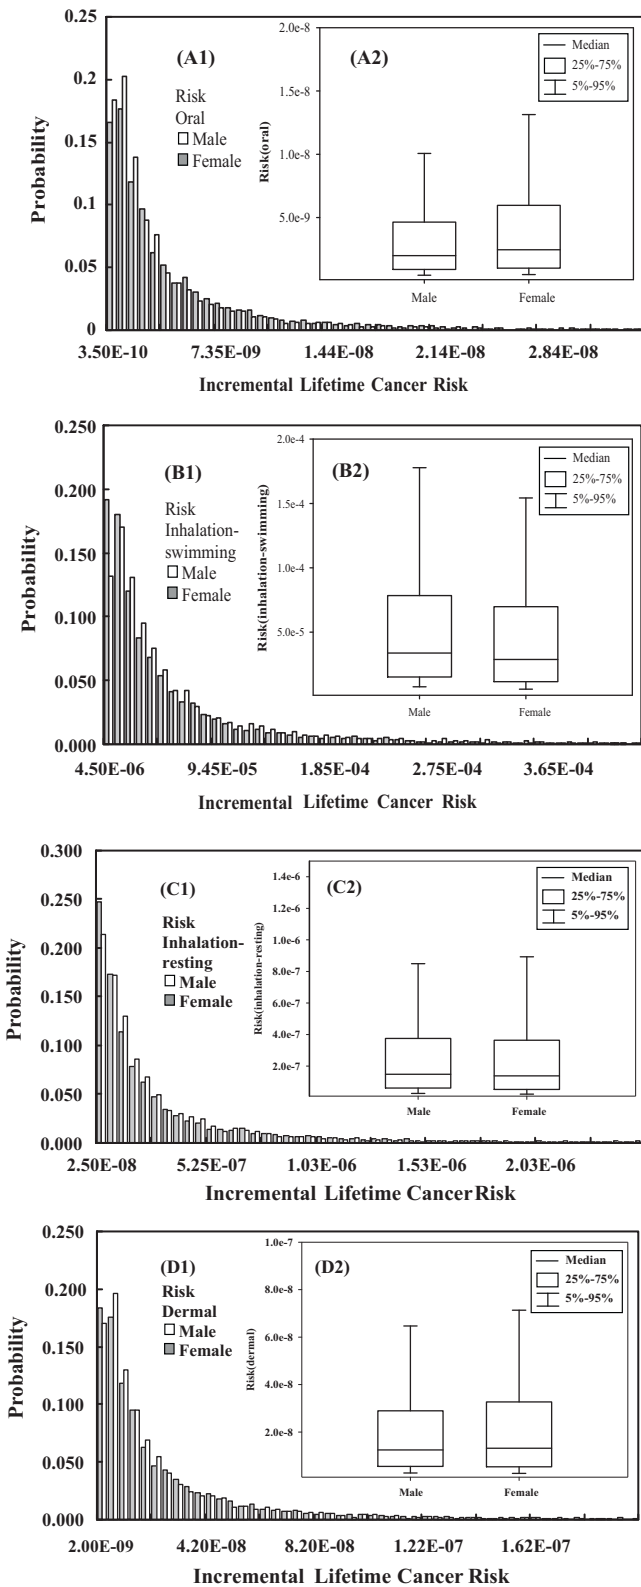 0.25
0.2
0.15
0.1
0.05
0
Probability
(A1)
Risk
Oral
Male
Female
3.50E-10 7.35E-09 1.44E-08 2.14E-08 2.84E-08
Incremental Lifetime Cancer Risk
(A2)
2.0e-8
1.5e-8
1.0e-8
5.0e-9
Risk(oral)
Median
25%-75%
5%-95%
Male Female
0.250
0.200
0.150
0.100
0.050
0.000
Probability
(B1)
Risk
Inhalation-
swimming
Male
Female
4.50E-06 9.45E-05 1.85E-04 2.75E-04 3.65E-04
Incremental Lifetime Cancer Risk
(B2)
2.0e-4
1.5e-4
1.0e-4
5.0e-5
Risk(inhalation-swimming)
Median
25%-75%
5%-95%
Male Female
0.300
0.250
0.200
0.150
0.100
0.050
0.000
Probability
(C1)
Risk
Inhalation-
resting
Male
Female
2.50E-08 5.25E-07 1.03E-06 1.53E-06 2.03E-06
Incremental Lifetime Cancer Risk
(C2)
1.4e-6
1.2e-6
1.0e-6
8.0e-7
4.0e-7
2.0e-7
Risk(inhalation-resting)
Median
25%-75%
5%-95%
Male Female
0.250
0.200
0.150
0.100
0.050
0.000
Probability
(D1)
Risk
Dermal
Male
Female
2.00E-09 4.20E-08 8.20E-08 1.22E-07 1.62E-07
Incremental Lifetime Cancer Risk
(D2)
1.0e-7
8.0e-8
6.0e-8
4.0e-8
2.0e-8
Risk(dermal)
Median
25%-75%
5%-95%
Male Female